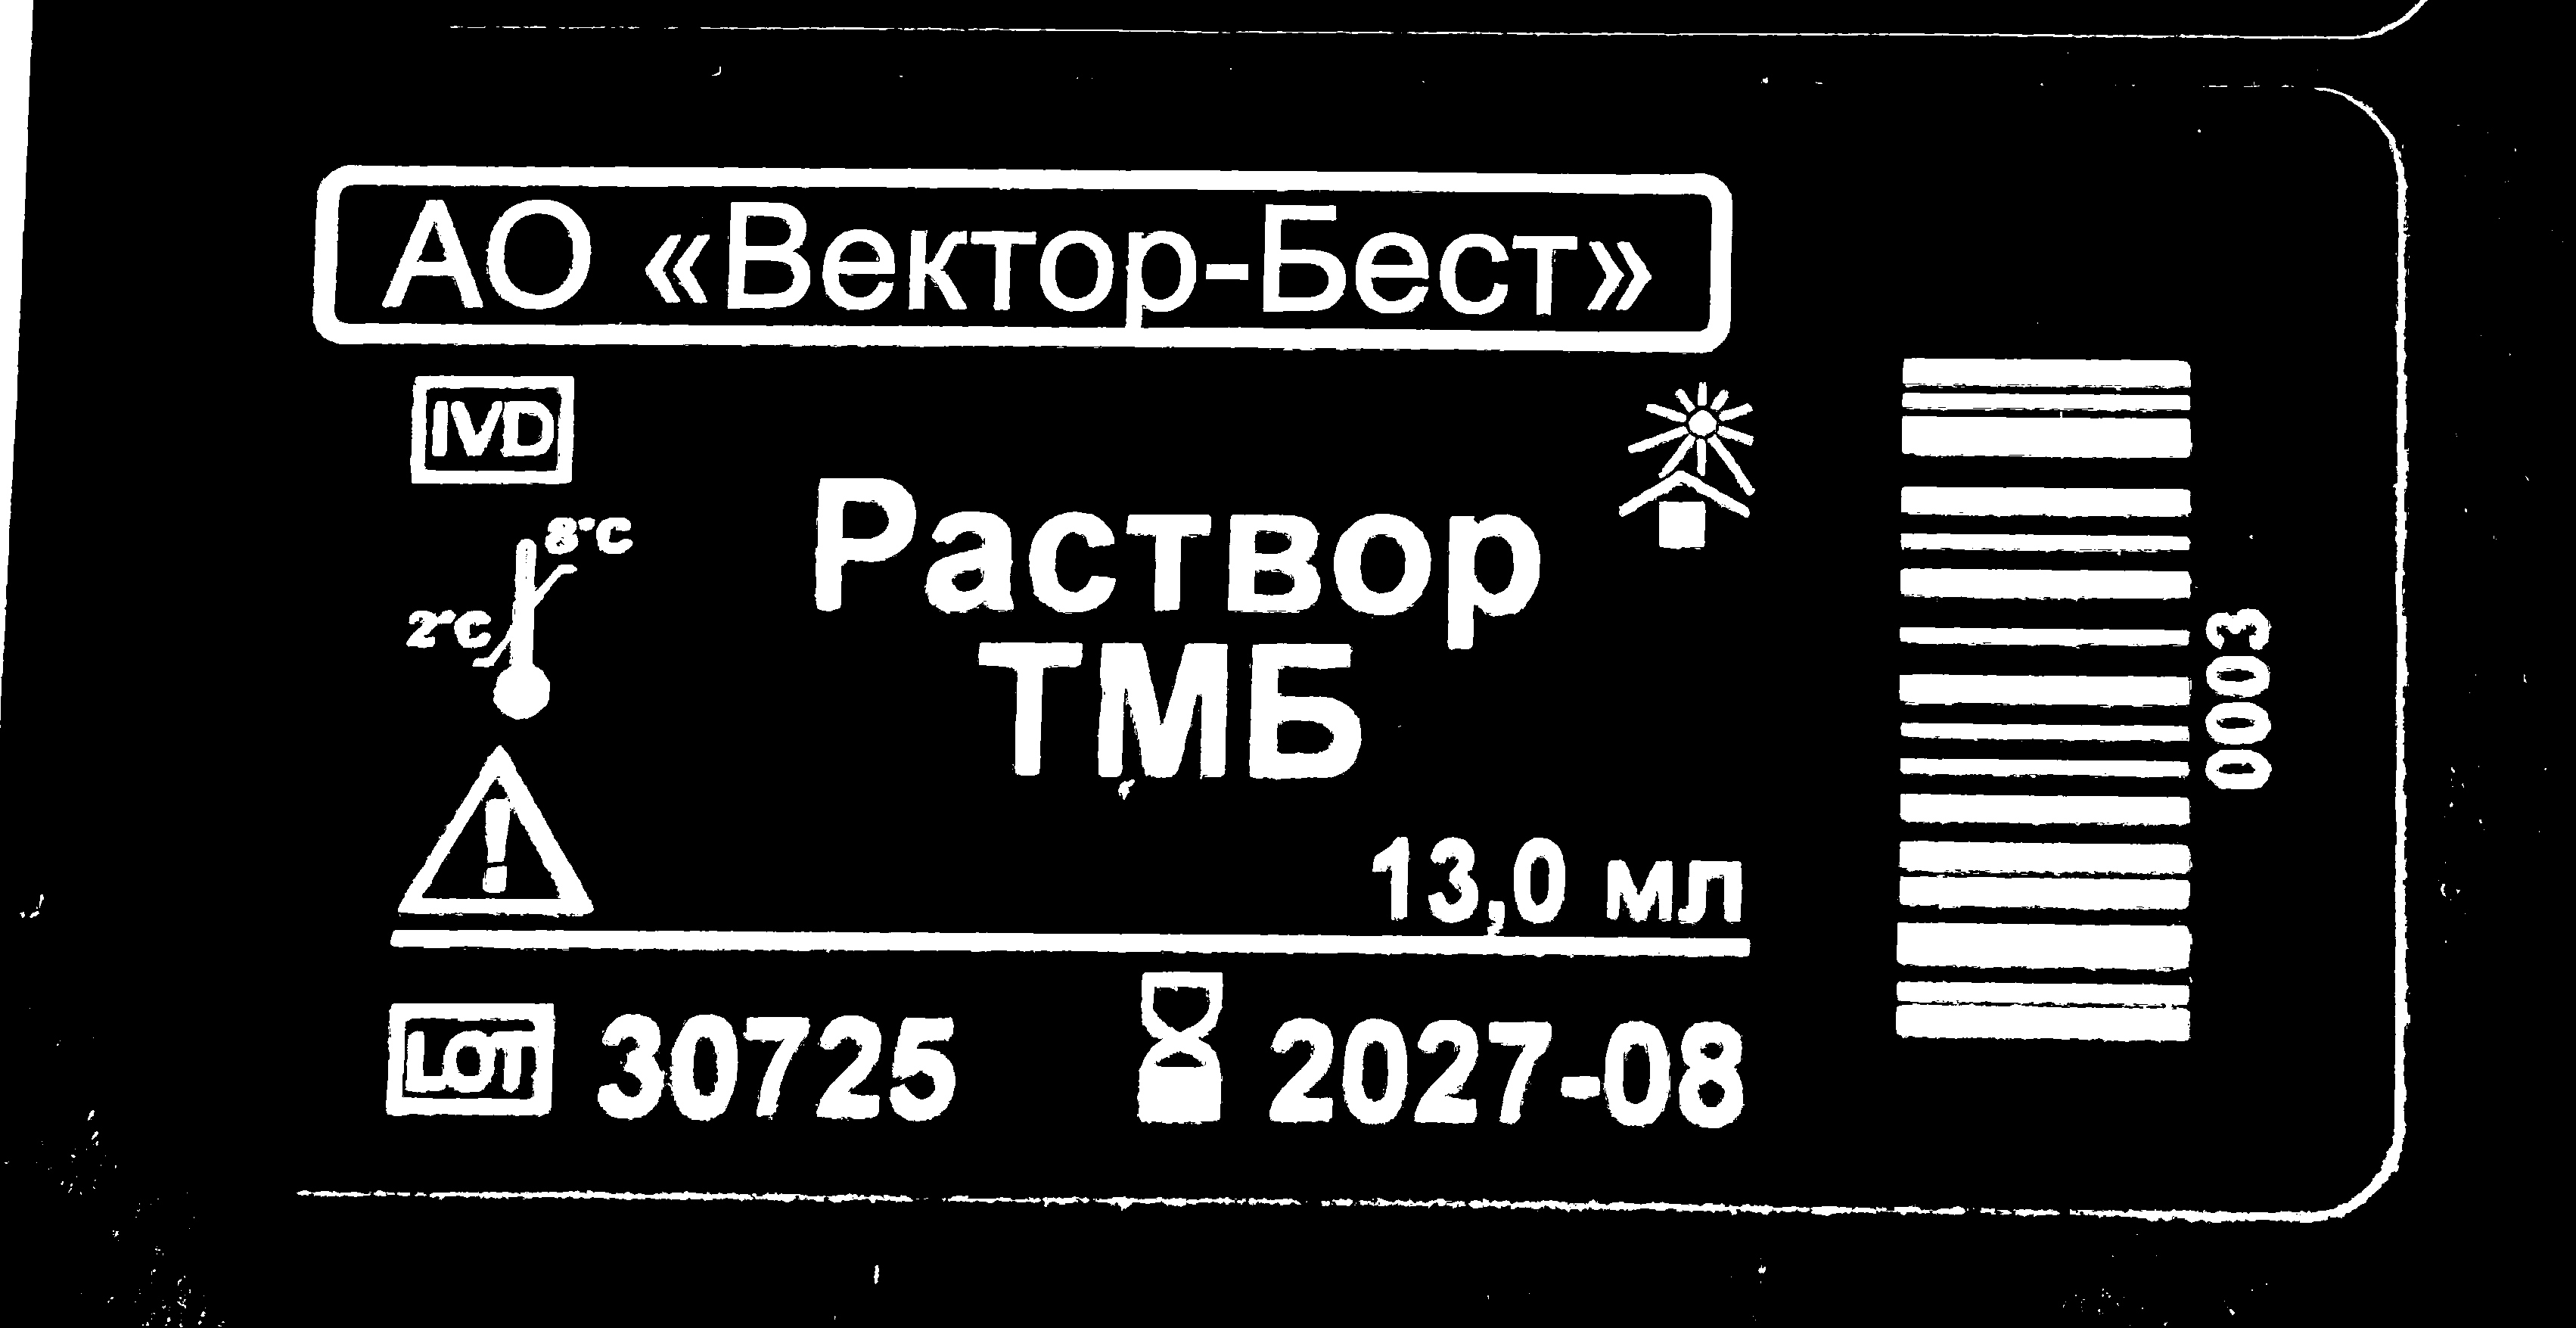 АО «Вектор-Бест»
IVD
8°C
2°C
Раствор
ТМБ
13,0 мл
LOT 30725
2027-08
0003